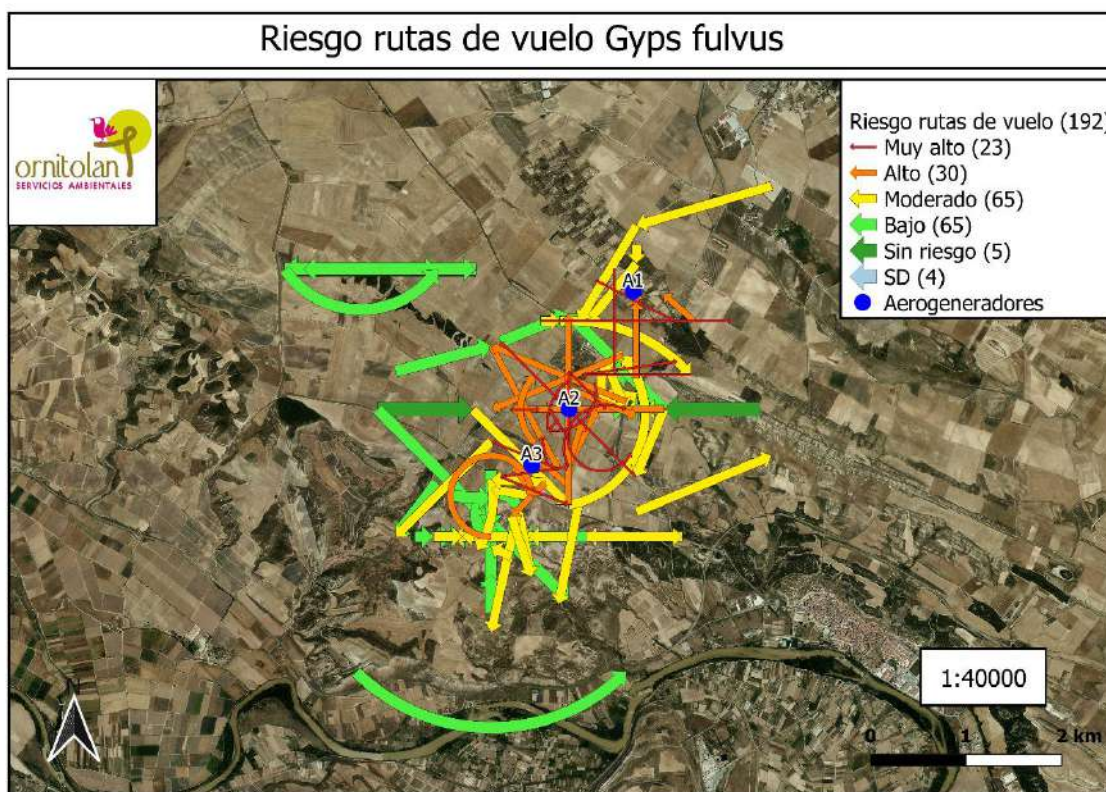 Riesgo rutas de vuelo Gyps fulvus
ornitolan
SERVICIOS AMBIENTALES
Riesgo rutas de vuelo (192)
Muy alto (23)
Alto (30)
Moderado (65)
Bajo (65)
Sin riesgo (5)
SD (4)
Aerogeneradores
A1
A2
A3
1:40000
0 1 2 km